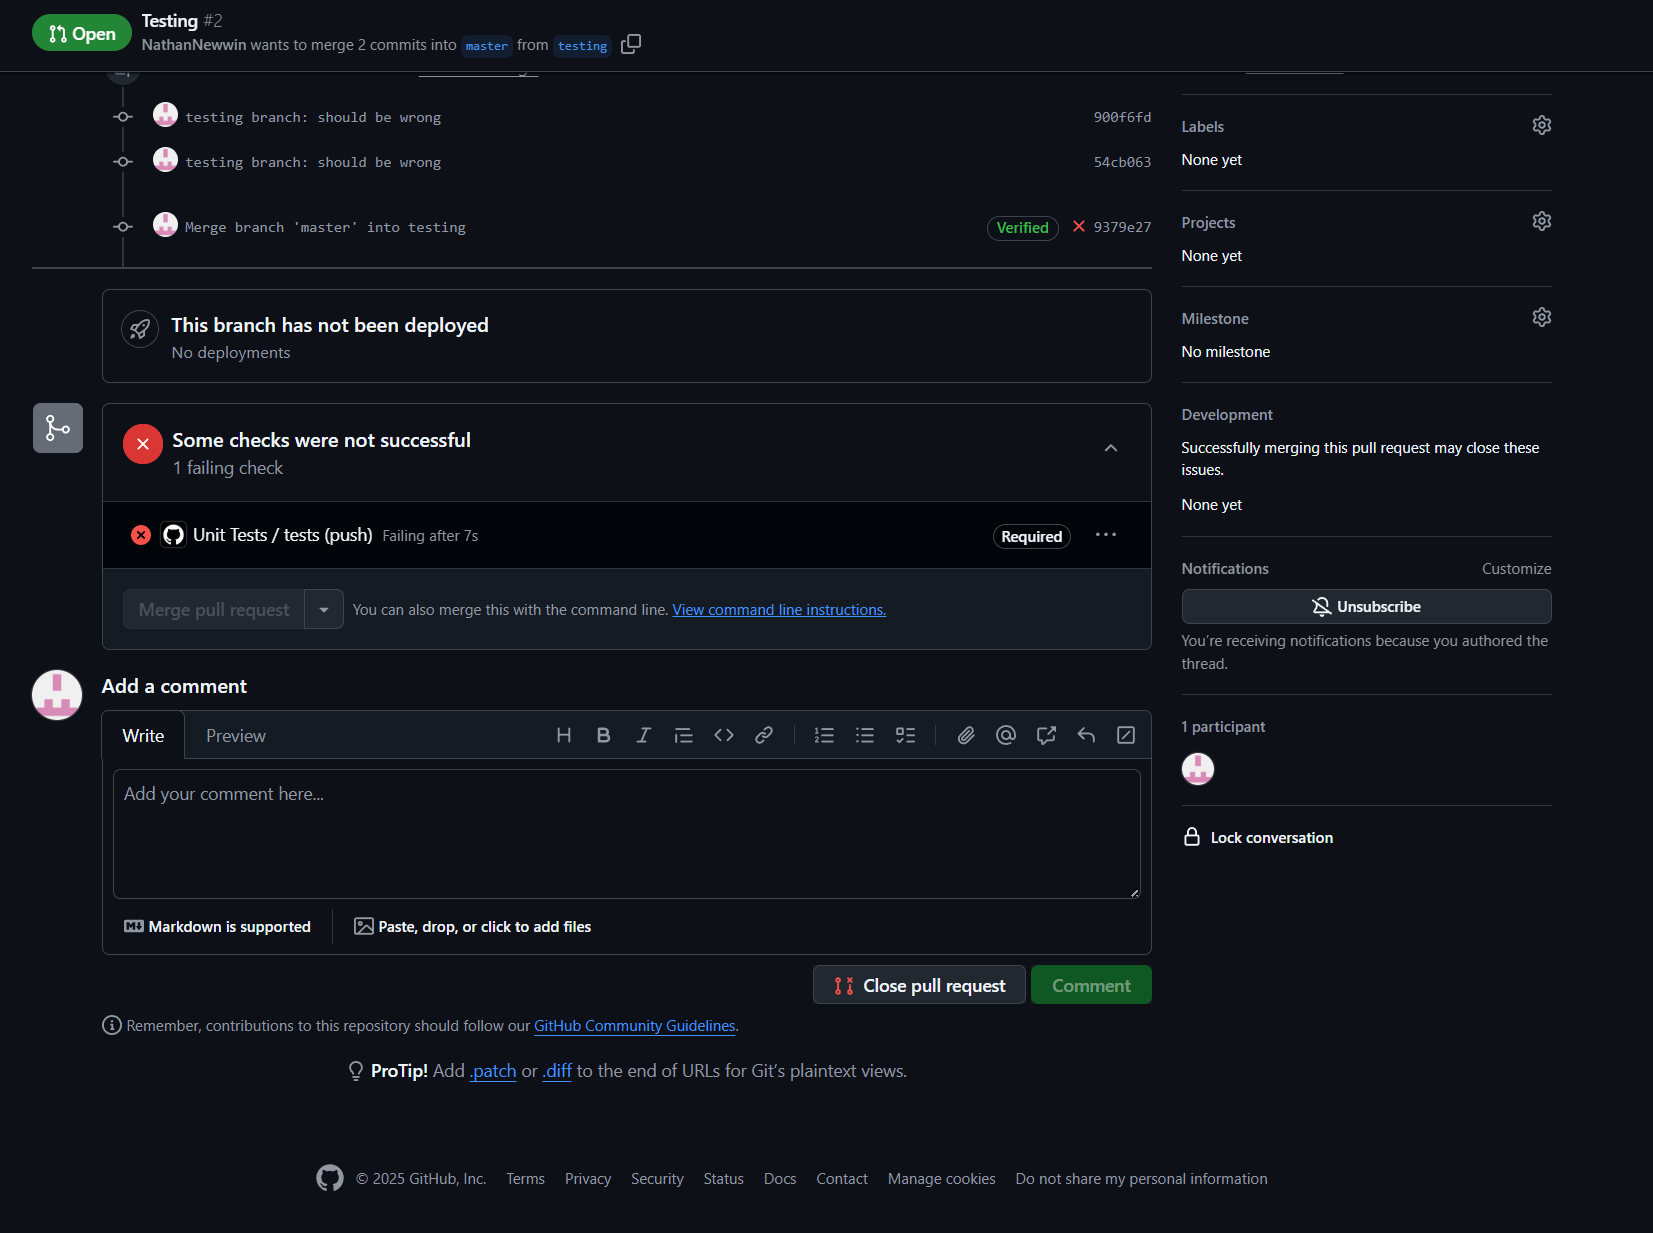 Open
Testing #2
NathanNewwin wants to merge 2 commits into master from testing
testing branch: should be wrong 900f6fd
testing branch: should be wrong 54cb063
Merge branch 'master' into testing Verified 9379e27
This branch has not been deployed
No deployments
Some checks were not successful
1 failing check
Unit Tests / tests (push) Failing after 7s Required
Merge pull request You can also merge this with the command line. View command line instructions.
Add a comment
Write Preview
Add your comment here...
Markdown is supported Paste, drop, or click to add files
Close pull request Comment
Remember, contributions to this repository should follow our GitHub Community Guidelines.
ProTip! Add .patch or .diff to the end of URLs for Git's plaintext views.
Labels
None yet
Projects
None yet
Milestone
No milestone
Development
Successfully merging this pull request may close these
issues.
None yet
Notifications Customize
Unsubscribe
You're receiving notifications because you authored the
thread.
1 participant
Lock conversation
© 2025 GitHub, Inc. Terms Privacy Security Status Docs Contact Manage cookies Do not share my personal information